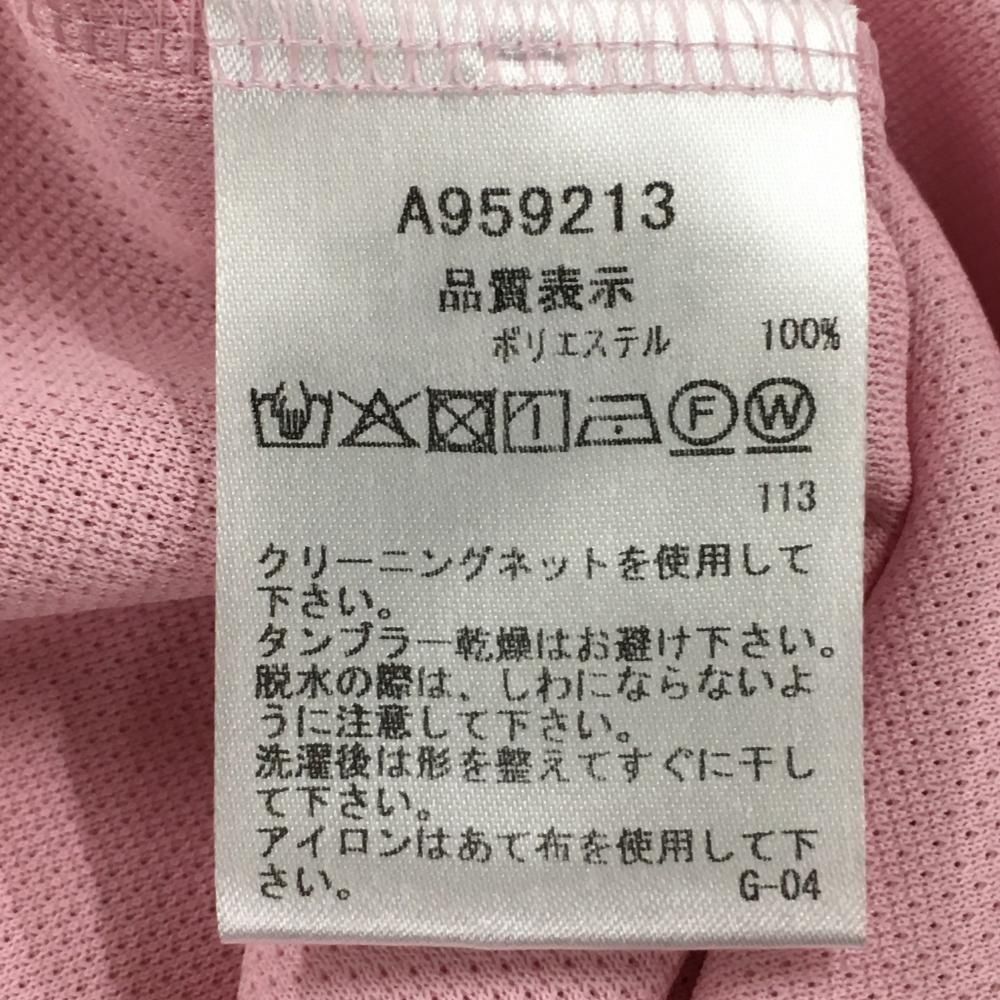 A959213
品質表示
ポリエステル 100%
F W
113
クリーニングネットを使用して
下さい。
タンブラー乾燥はお避け下さい。
脱水の際は、しわにならないよ
うに注意して下さい。
洗濯後は形を整えてすぐに干し
て下さい。
アイロンはあて布を使用して下
さい。 G-04